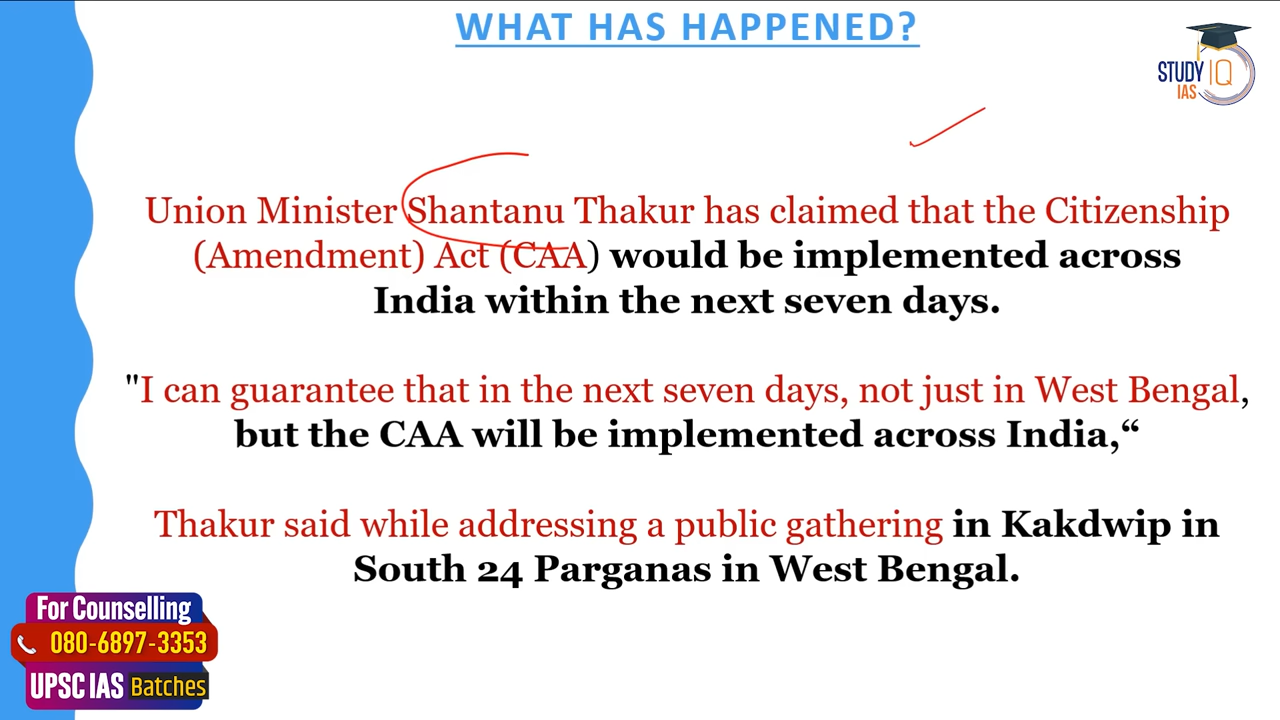 WHAT HAS HAPPENED?
STUDY IQ
IAS
Union Minister Shantanu Thakur has claimed that the Citizenship
(Amendment) Act (CAA) would be implemented across
India within the next seven days.
"I can guarantee that in the next seven days, not just in West Bengal,
but the CAA will be implemented across India,“
Thakur said while addressing a public gathering in Kakdwip in
South 24 Parganas in West Bengal.
For Counselling
080-6897-3353
UPSC IAS Batches